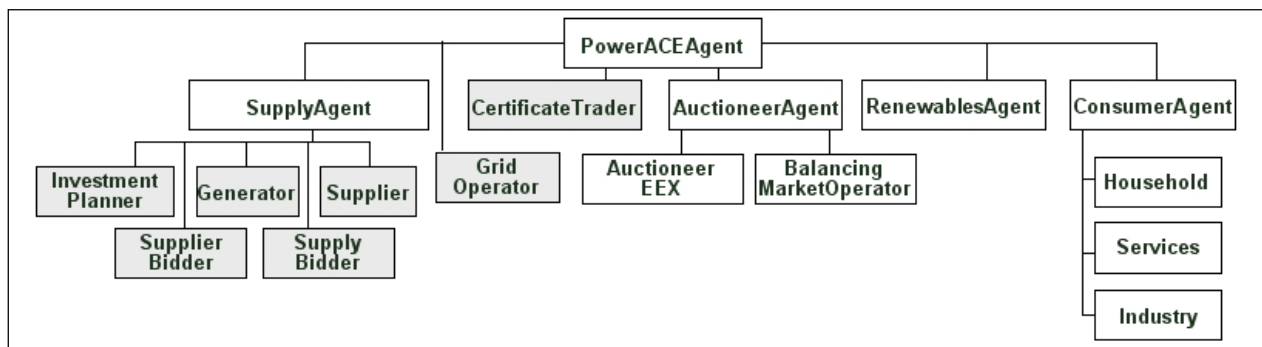 PowerACEAgent
SupplyAgent
CertificateTrader
AuctioneerAgent
RenewablesAgent
ConsumerAgent
Investment
Planner
Generator
Supplier
Grid
Operator
Auctioneer
EEX
Balancing
MarketOperator
Household
Supplier
Bidder
Supply
Bidder
Services
Industry